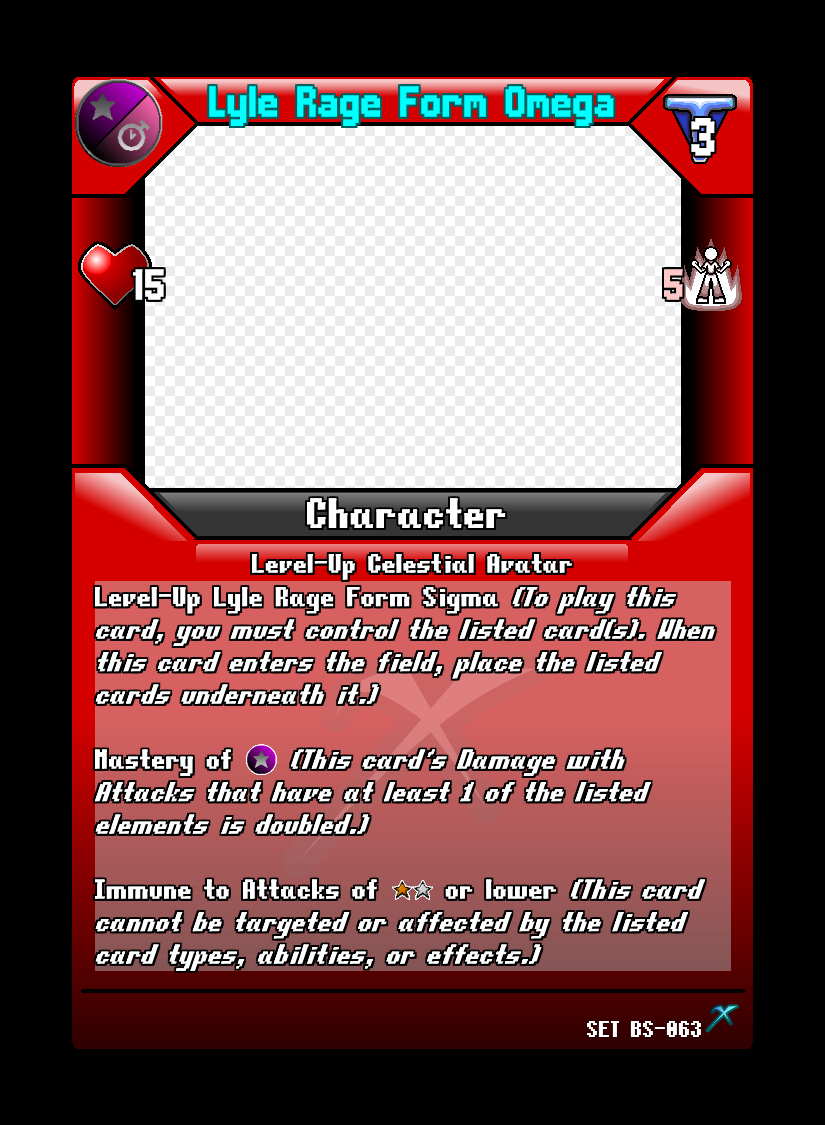 Lyle Rage Form Omega
3
15
5
Character
Level-Up Celestial Avatar
Level-Up Lyle Rage Form Sigma (To play this
card, you must control the listed card(s). When
this card enters the field, place the listed
cards underneath it.)
Mastery of (This card's Damage with
Attacks that have at least 1 of the listed
elements is doubled.)
Immune to Attacks of or lower (This card
cannot be targeted or affected by the listed
card types, abilities, or effects.)
SET BS-063